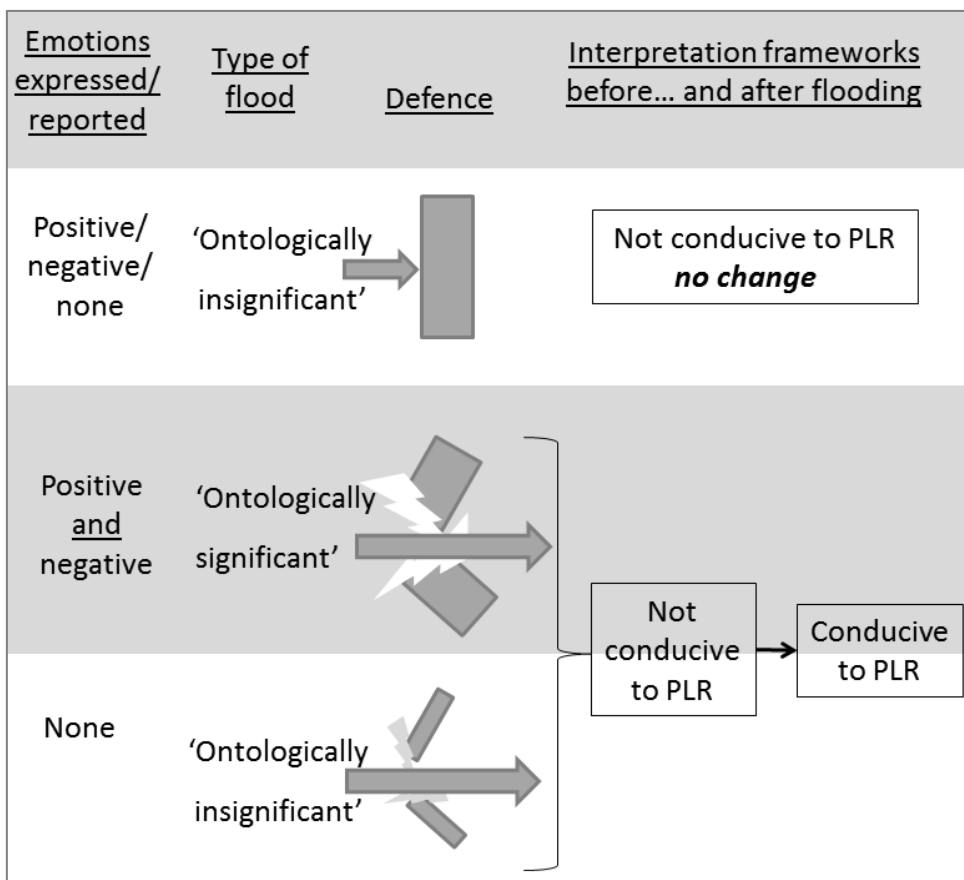 Emotions
expressed/
reported
Type of
flood
Defence
Interpretation frameworks
before… and after flooding
Positive/
negative/
none
‘Ontologically
insignificant’
Not conducive to PLR
no change
Positive
and
negative
‘Ontologically
significant’
Not
conducive
to PLR
Conducive
to PLR
None
‘Ontologically
insignificant’